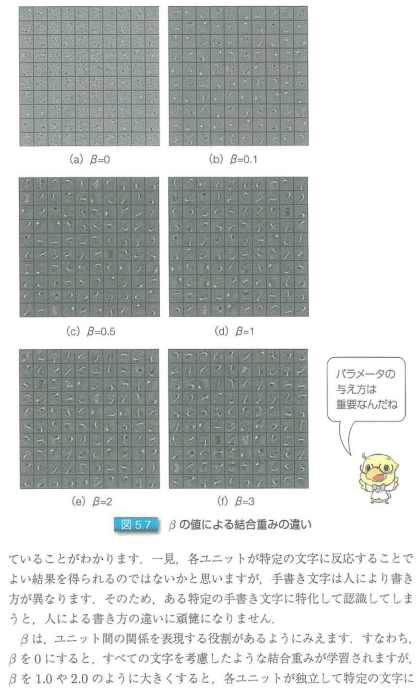 (a) β=0
(b) β=0.1
(c) β=0.5
(d) β=1
パラメータの
与え方は
重要なんだね
(e) β=2
(f) β=3
図 5.7 βの値による結合重みの違い
ていることがわかります．一見，各ユニットが特定の文字に反応することで
よい結果を得られるのではないかと思いますが，手書き文字は人により書き
方が異なります．そのため，ある特定の手書き文字に特化して認識してしま
うと，人による書き方の違いに頑健になりません．
βは，ユニット間の関係を表現する役割があるようにみえます．すなわち，
βを 0 にすると，すべての文字を考慮したような結合重みが学習されますが，
βを 1.0 や 2.0 のように大きくすると，各ユニットが独立して特定の文字に